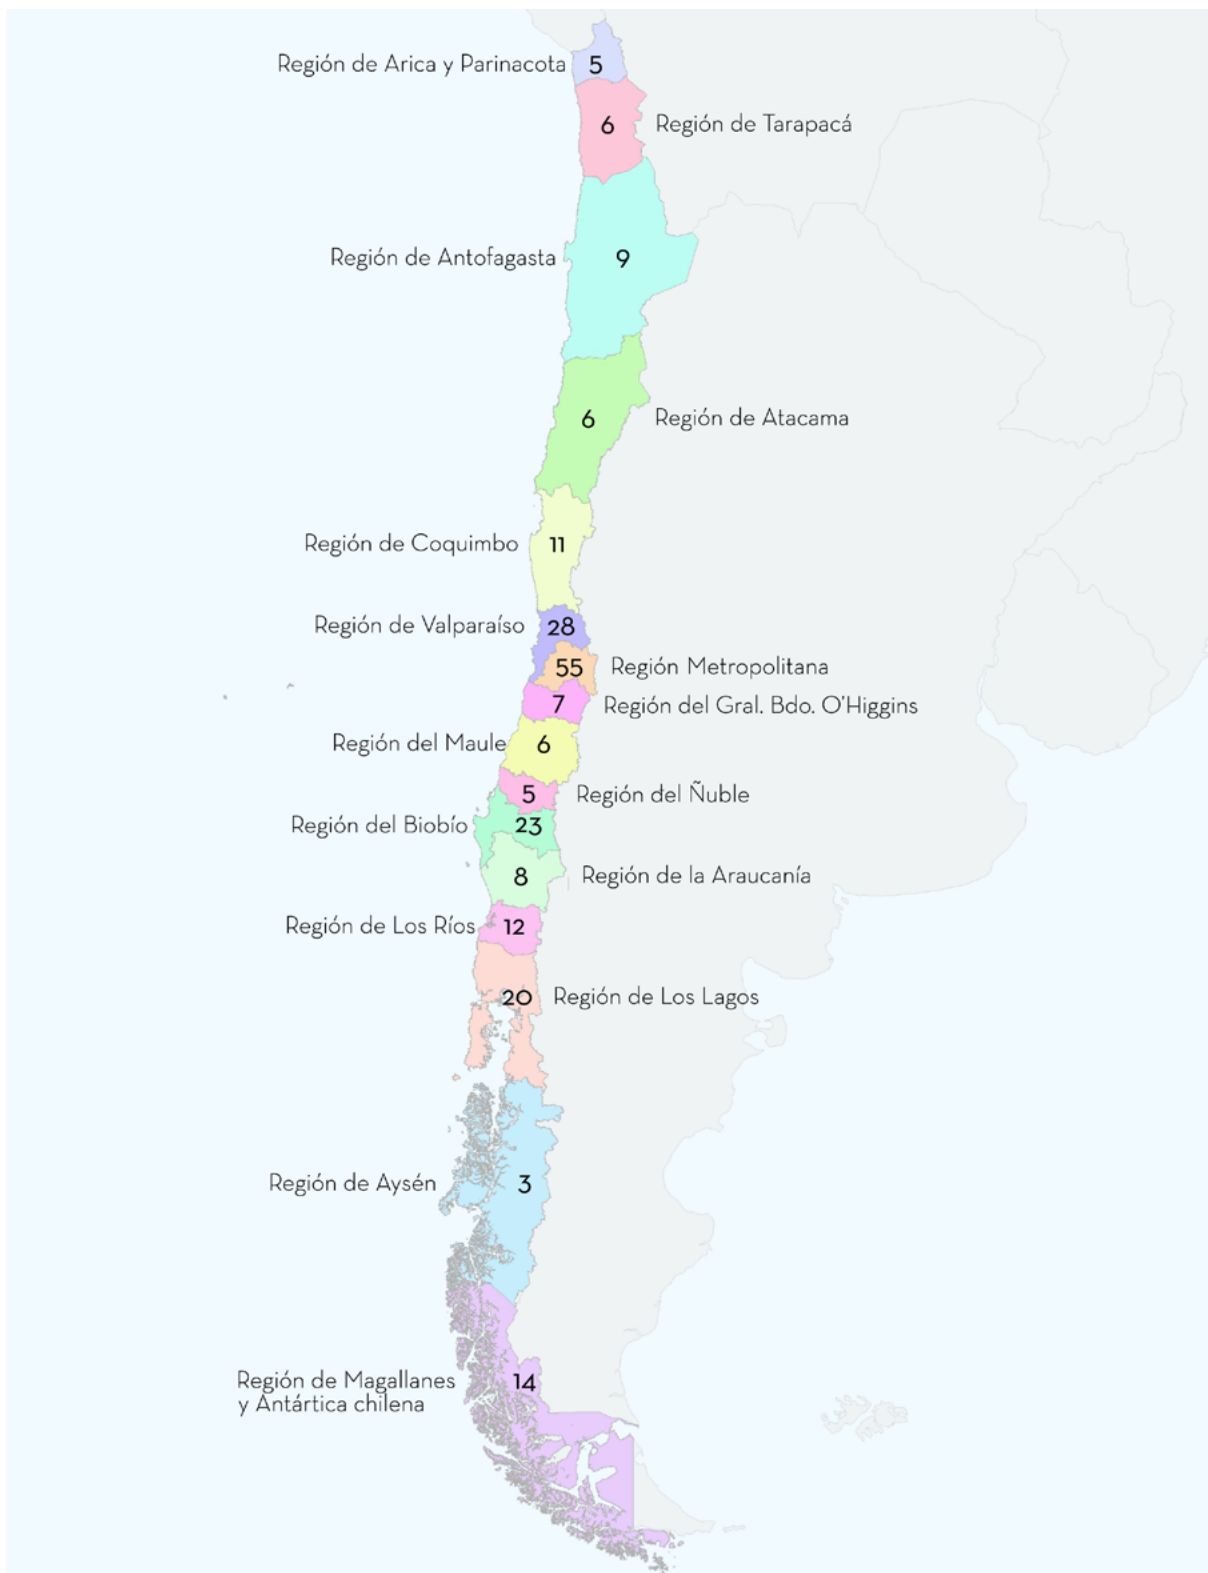 Región de Arica y Parinacota 5
6 Región de Tarapacá
Región de Antofagasta 9
6 Región de Atacama
Región de Coquimbo 11
Región de Valparaíso 28
55 Región Metropolitana
7 Región del Gral. Bdo. O'Higgins
Región del Maule 6
5 Región del Ñuble
Región del Biobío 23
8 Región de la Araucanía
Región de Los Ríos 12
20 Región de Los Lagos
Región de Aysén 3
Región de Magallanes 14
y Antártica chilena